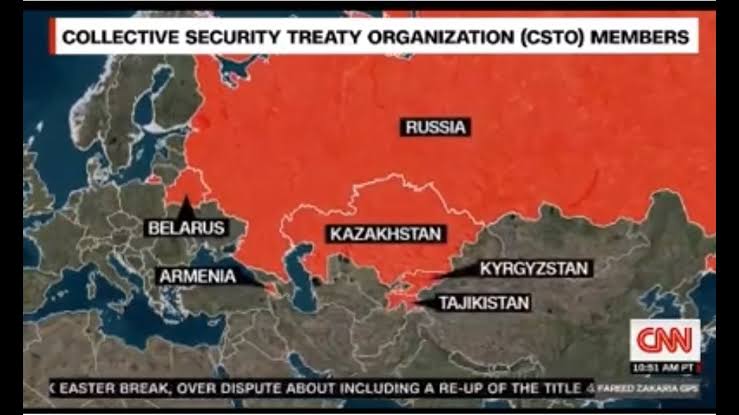 COLLECTIVE SECURITY TREATY ORGANIZATION (CSTO) MEMBERS
RUSSIA
BELARUS
KAZAKHSTAN
ARMENIA
KYRGYZSTAN
TAJIKISTAN
CNN
10:51 AM PT
EASTER BREAK, OVER DISPUTE ABOUT INCLUDING A RE-UP OF THE TITLE 4
FAREED ZAKARIA GPS